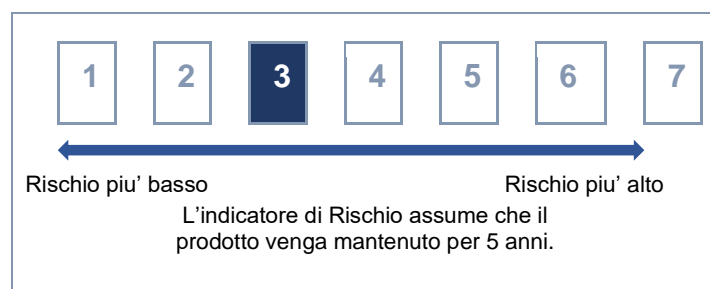 1 2 3 4 5 6 7
Rischio piu’ basso Rischio piu’ alto
L’indicatore di Rischio assume che il
prodotto venga mantenuto per 5 anni.